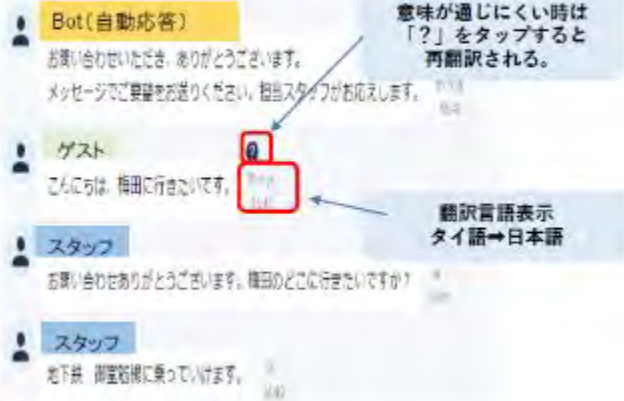 Bot(自動応答)
お問い合わせいただき、ありがとうございます。
メッセージでご要望をお送りください。担当スタッフがお応えします。
意味が通じにくい時は
「?」をタップすると
再翻訳される。
ゲスト
こんにちは、梅田に行きたいです。
翻訳言語表示
タイ語➡日本語
スタッフ
お問い合わせありがとうございます。梅田のどこに行きたいですか?
スタッフ
地下鉄 御堂筋線に乗っていけます。